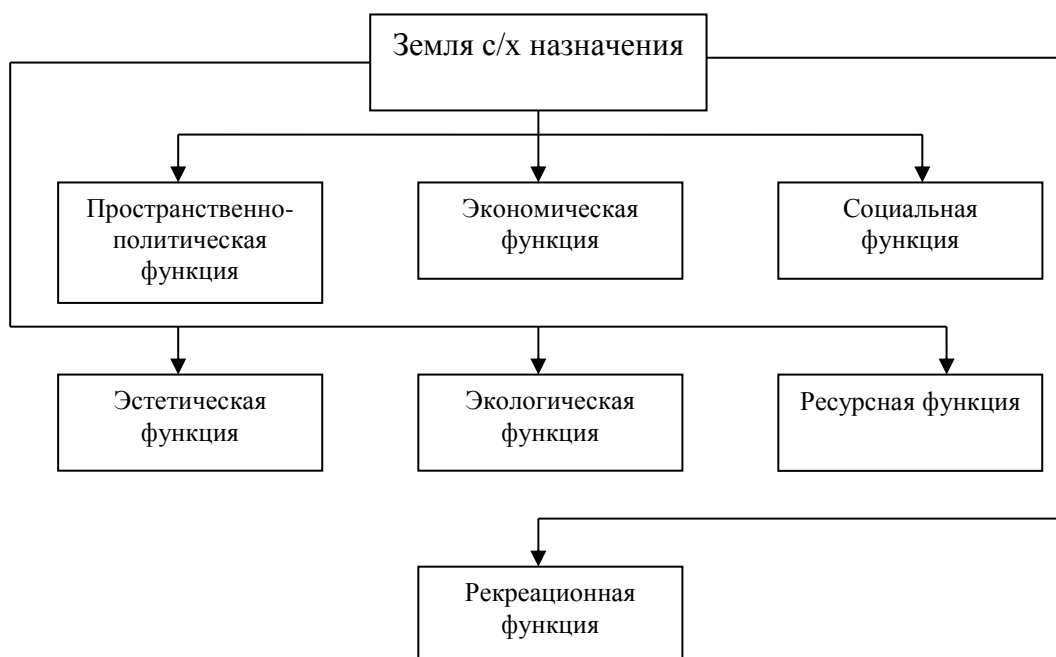 Земля с/х назначения
Пространственно-
политическая
функция
Экономическая
функция
Социальная
функция
Эстетическая
функция
Экологическая
функция
Ресурсная функция
Рекреационная
функция